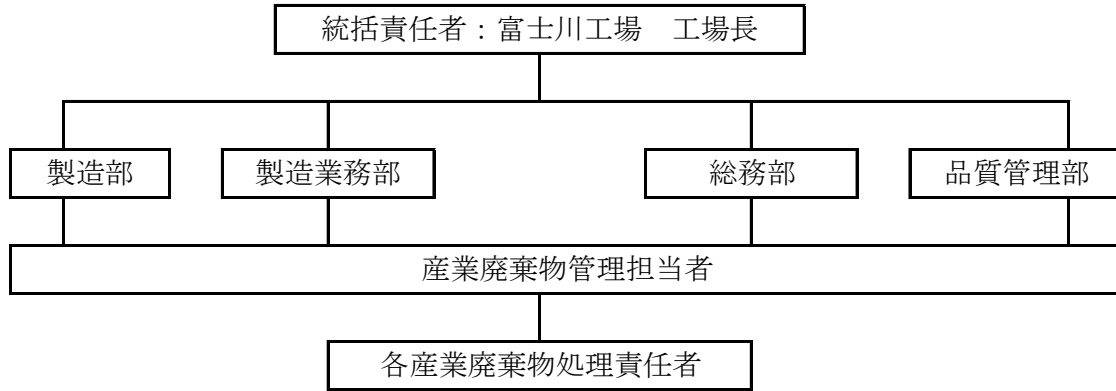 統括責任者：富士川工場　工場長
製造部
製造業務部
総務部
品質管理部
産業廃棄物管理担当者
各産業廃棄物処理責任者